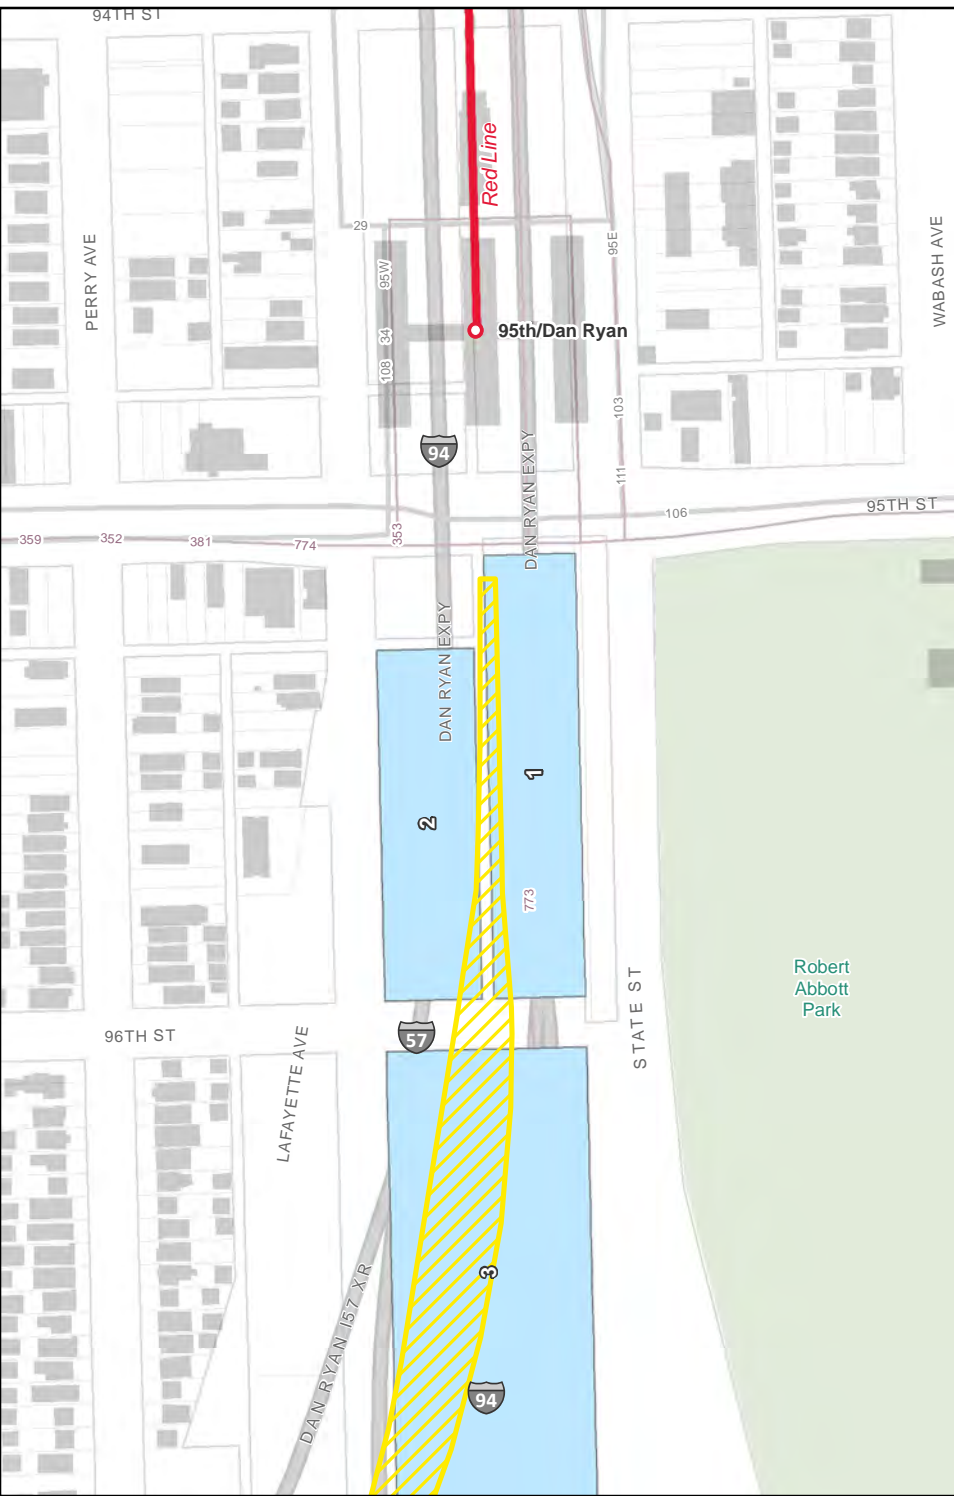 94TH ST
Red Line
29
95E
PERRY AVE
95W
WABASH AVE
34
95th/Dan Ryan
108
103
94
111
DAN RYAN EXPY
95TH ST
106
353
359
352
381
774
DAN RYAN EXPY
1
2
773
Robert
Abbott
Park
STATE ST
96TH ST
57
LAFAYETTE AVE
3
DAN RYAN I57 XR
94